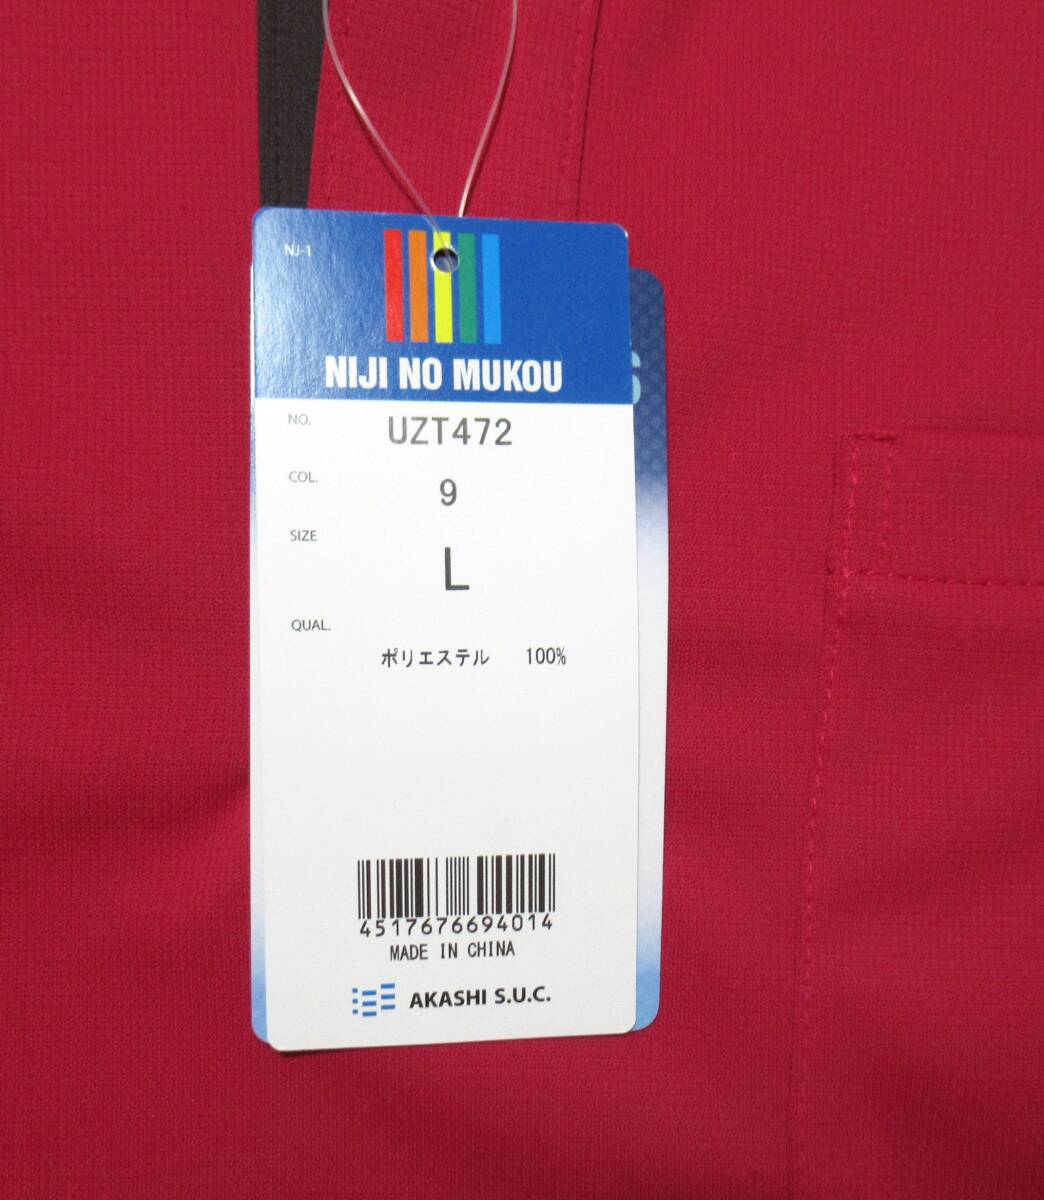 NJ-1
NIJI NO MUKOU
NO. UZT472
COL. 9
SIZE L
QUAL.
ポリエステル 100%
4517676694014
MADE IN CHINA
AKASHI S.U.C.